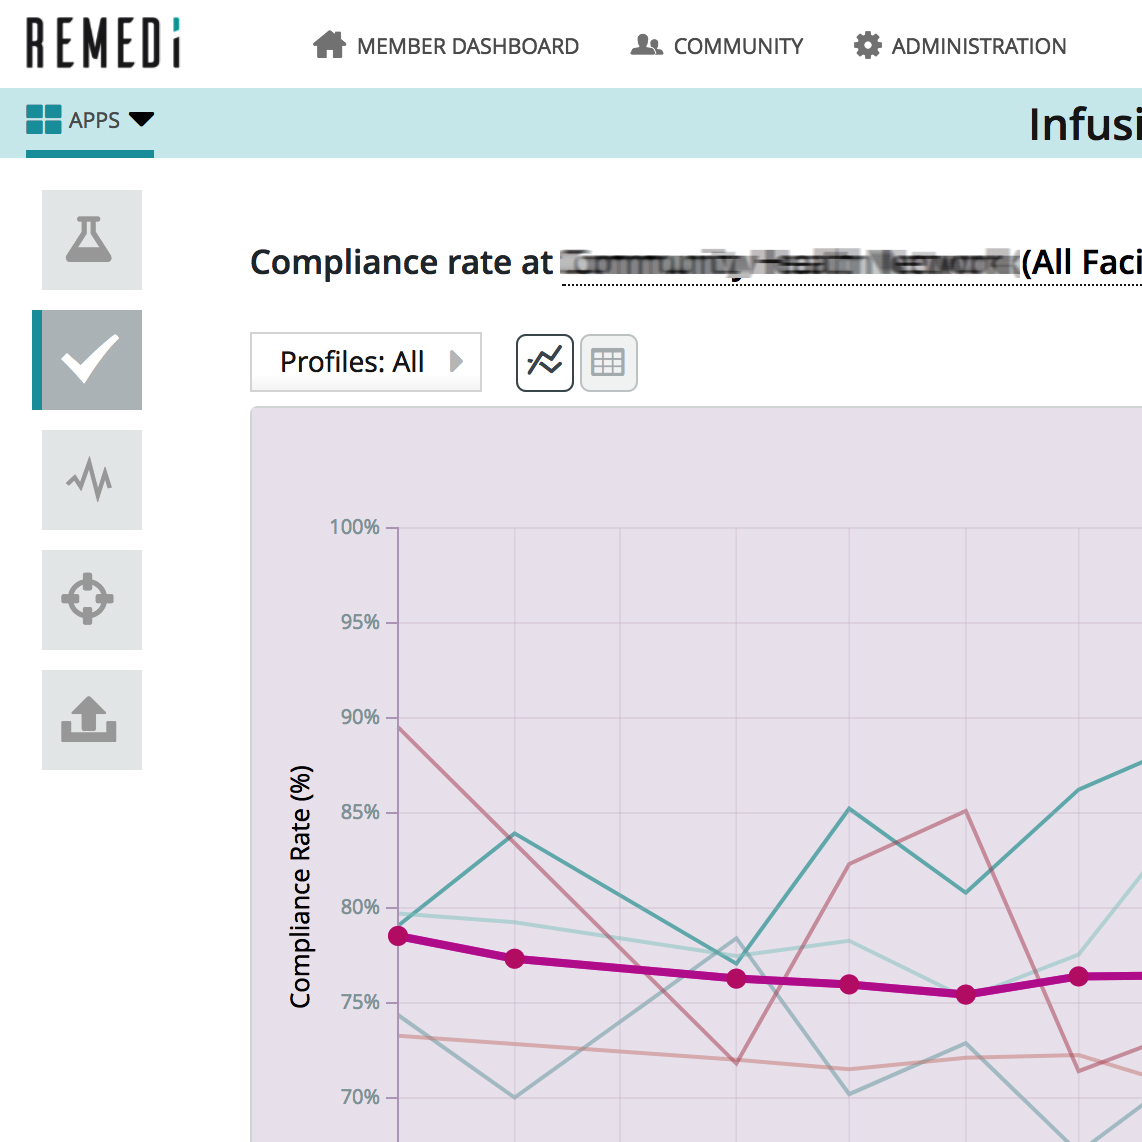 REMEDi
MEMBER DASHBOARD
COMMUNITY
ADMINISTRATION
APPS
Infusi
Compliance rate at (All Faci
Profiles: All
100%
95%
90%
85%
80%
75%
70%
Compliance Rate (%)